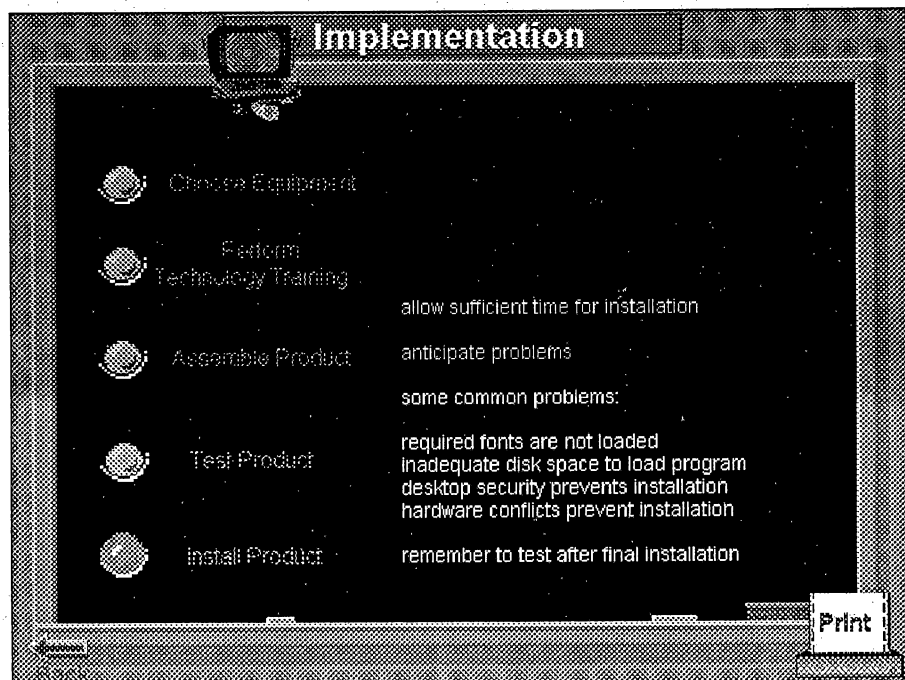 Implementation
Choose Equipment
Perform
Technology Training
Assemble Product
Test Product
Install Product
allow sufficient time for installation
anticipate problems
some common problems:
required fonts are not loaded
inadequate disk space to load program
desktop security prevents installation
hardware conflicts prevent installation
remember to test after final installation
Print
Back